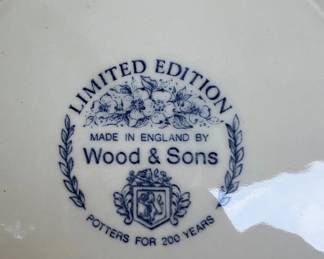 LIMITED EDITION
MADE IN ENGLAND BY
Wood & Sons
POTTERS FOR 200 YEARS